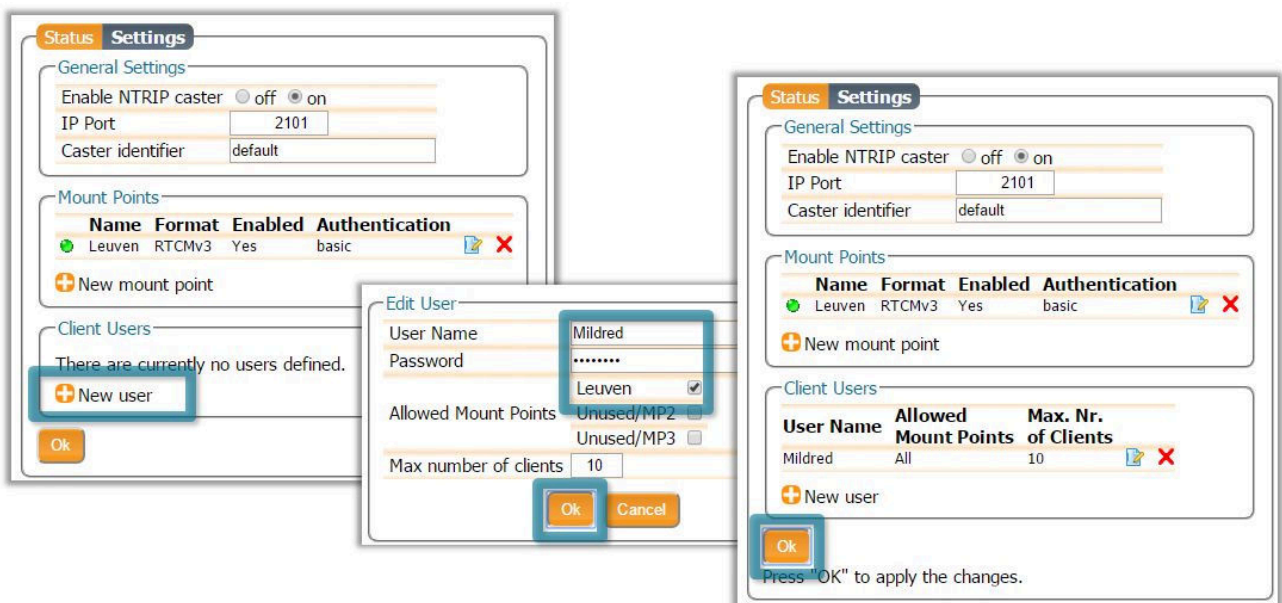 Status Settings
General Settings
Enable NTRIP caster off on
IP Port 2101
Caster identifier default
Mount Points
Name Format Enabled Authentication
Leuven RTCMv3 Yes basic
New mount point
Client Users
There are currently no users defined.
New user
Ok
Edit User
User Name Mildred
Password ••••••••
Leuven
Allowed Mount Points Unused/MP2
Unused/MP3
Max number of clients 10
Ok Cancel
Status Settings
General Settings
Enable NTRIP caster off on
IP Port 2101
Caster identifier default
Mount Points
Name Format Enabled Authentication
Leuven RTCMv3 Yes basic
New mount point
Client Users
User Name Allowed Mount Points Max. Nr. of Clients
Mildred All 10
New user
Ok
Press "OK" to apply the changes.